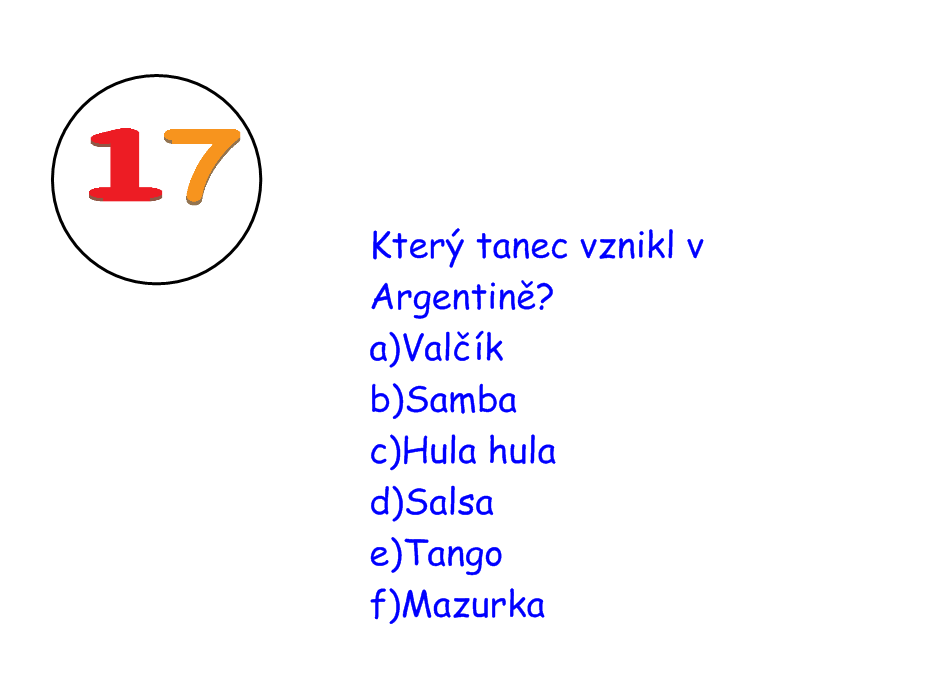 17
Který tanec vznikl v
Argentině?
a)Valčík
b)Samba
c)Hula hula
d)Salsa
e)Tango
f)Mazurka